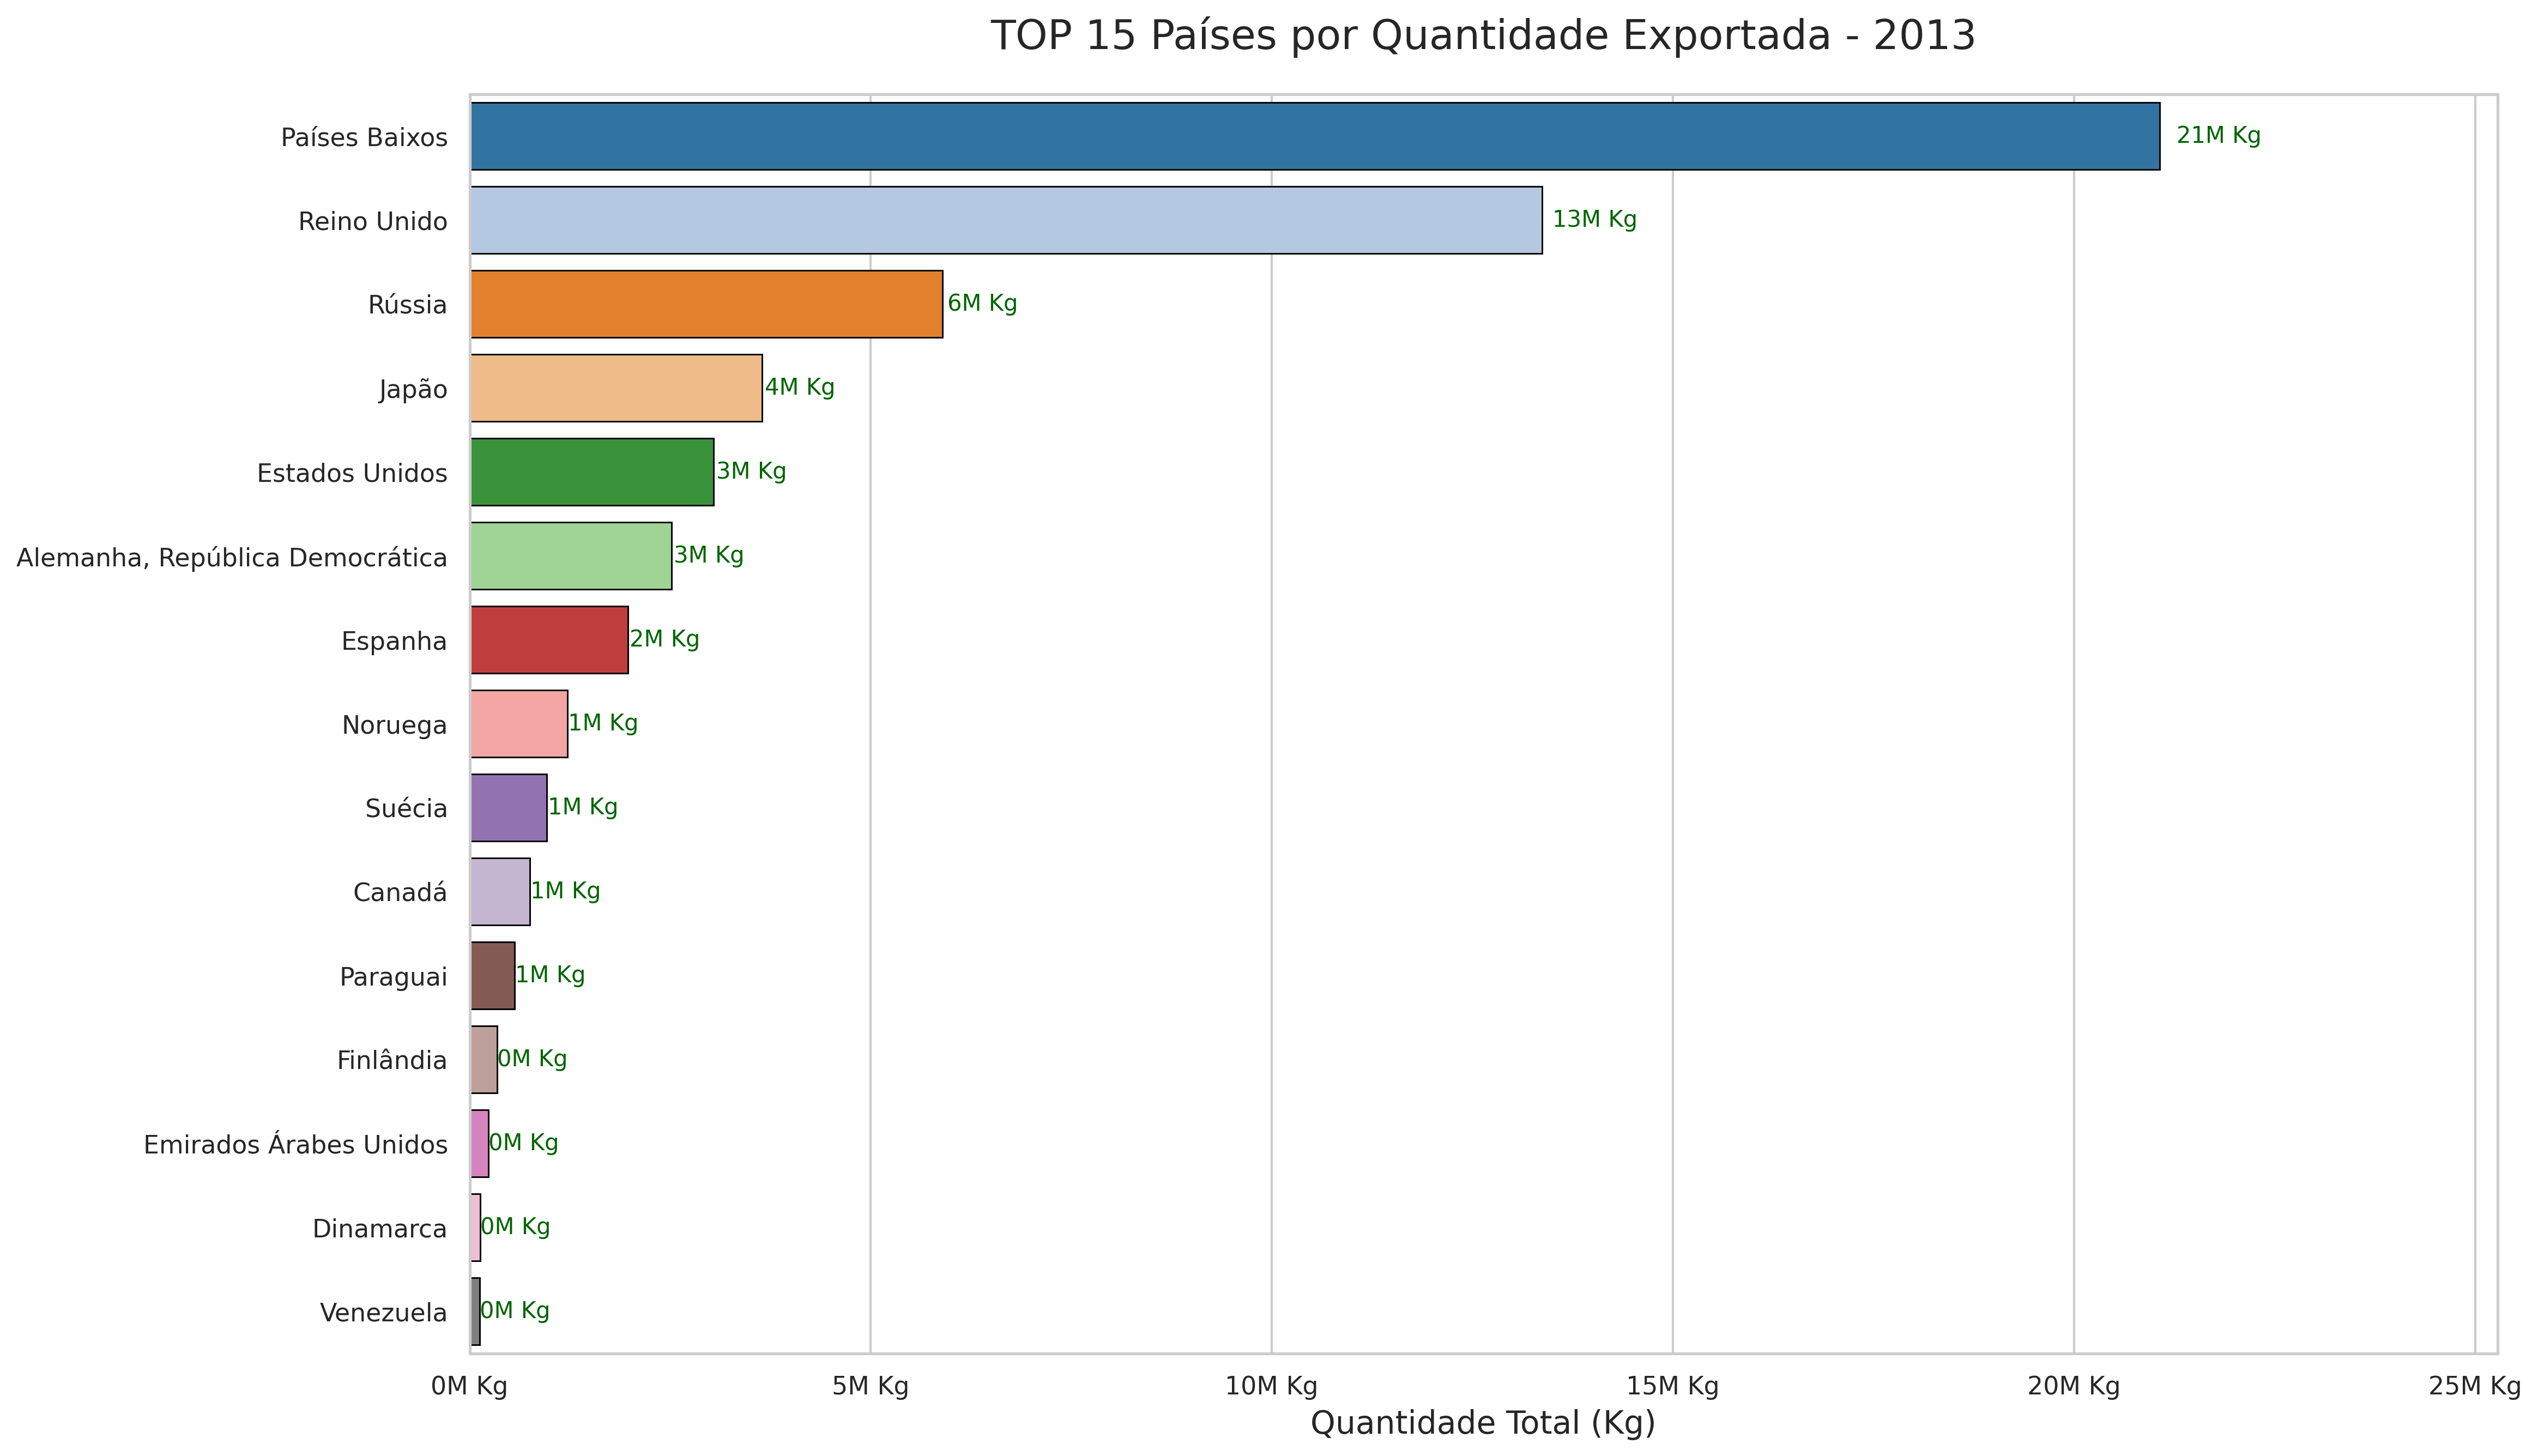 TOP 15 Países por Quantidade Exportada - 2013
Países Baixos 21M Kg
Reino Unido 13M Kg
Rússia 6M Kg
Japão 4M Kg
Estados Unidos 3M Kg
Alemanha, República Democrática 3M Kg
Espanha 2M Kg
Noruega 1M Kg
Suécia 1M Kg
Canadá 1M Kg
Paraguai 1M Kg
Finlândia 0M Kg
Emirados Árabes Unidos 0M Kg
Dinamarca 0M Kg
Venezuela 0M Kg
0M Kg 5M Kg 10M Kg 15M Kg 20M Kg 25M Kg
Quantidade Total (Kg)